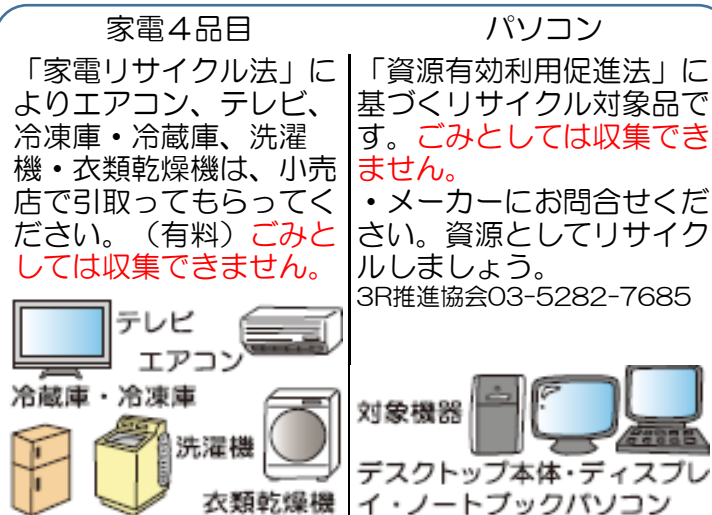 家電４品目
「家電リサイクル法」に
よりエアコン、テレビ、
冷凍庫・冷蔵庫、洗濯
機・衣類乾燥機は、小売
店で引取ってもらってく
ださい。（有料）ごみと
しては収集できません。
テレビ
エアコン
冷蔵庫・冷凍庫
洗濯機
衣類乾燥機
パソコン
「資源有効利用促進法」に
基づくリサイクル対象品で
す。ごみとしては収集でき
ません。
・メーカーにお問合せくだ
さい。資源としてリサイク
ルしましょう。
3R推進協会03-5282-7685
対象機器
デスクトップ本体・ディスプレ
イ・ノートブックパソコン